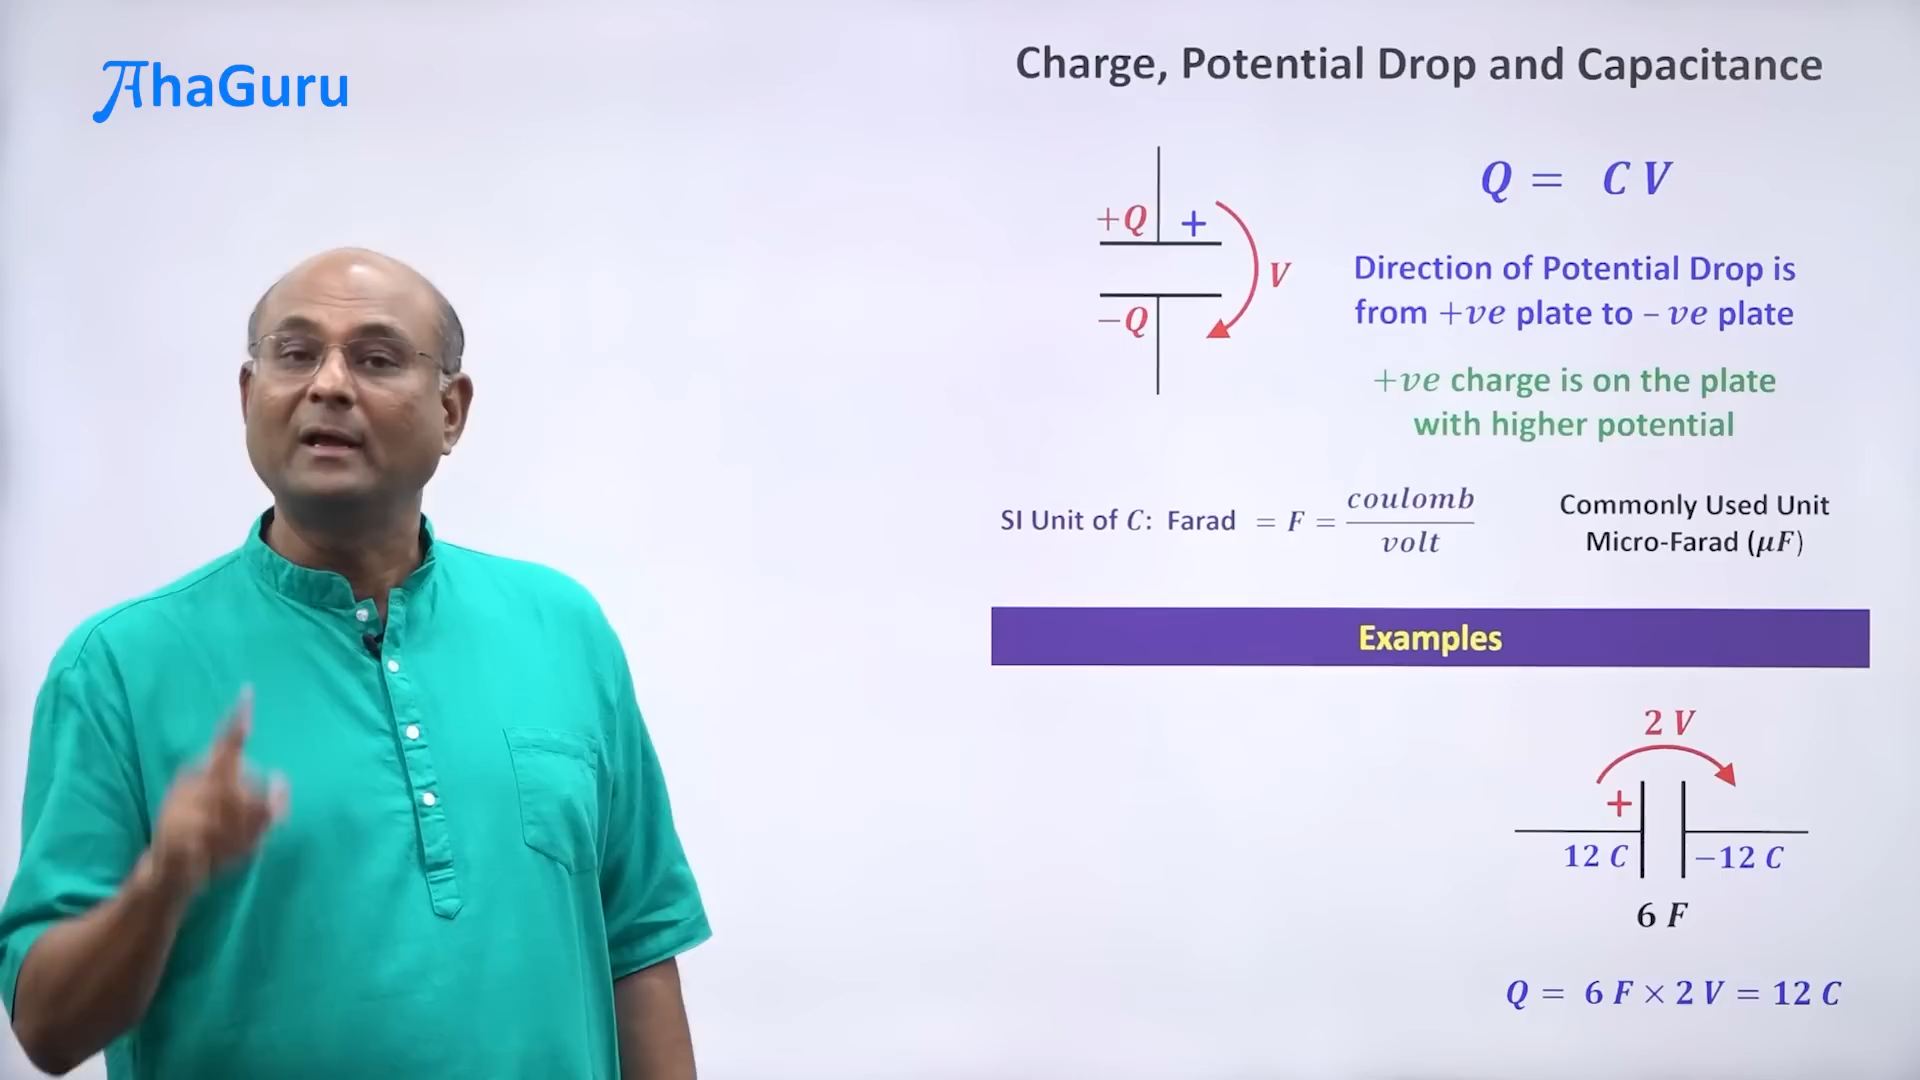 AhaGuru
Charge, Potential Drop and Capacitance
+Q +
V
−Q
Q = C V
Direction of Potential Drop is
from +ve plate to – ve plate
+ve charge is on the plate
with higher potential
SI Unit of C: Farad = F = coulomb / volt
Commonly Used Unit
Micro-Farad (μF)
Examples
2 V
+
12 C
−12 C
6 F
Q = 6 F × 2 V = 12 C